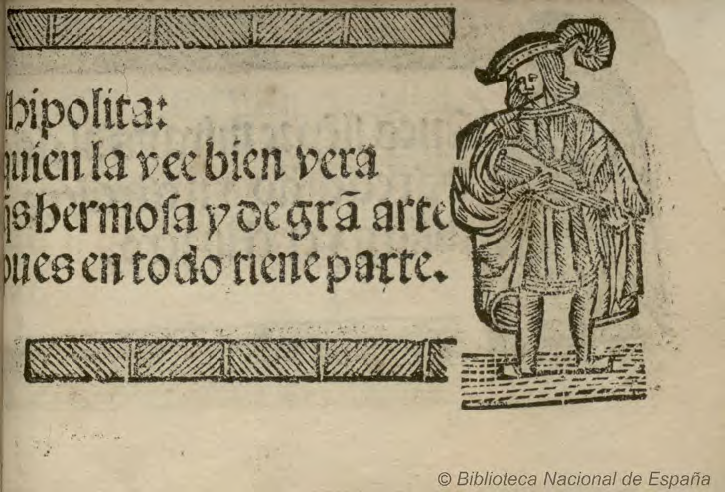 hipolita:
quien la vee bien vera
q̃s hermosa y de grã arte
pues en todo tiene parte.
© Biblioteca Nacional de España